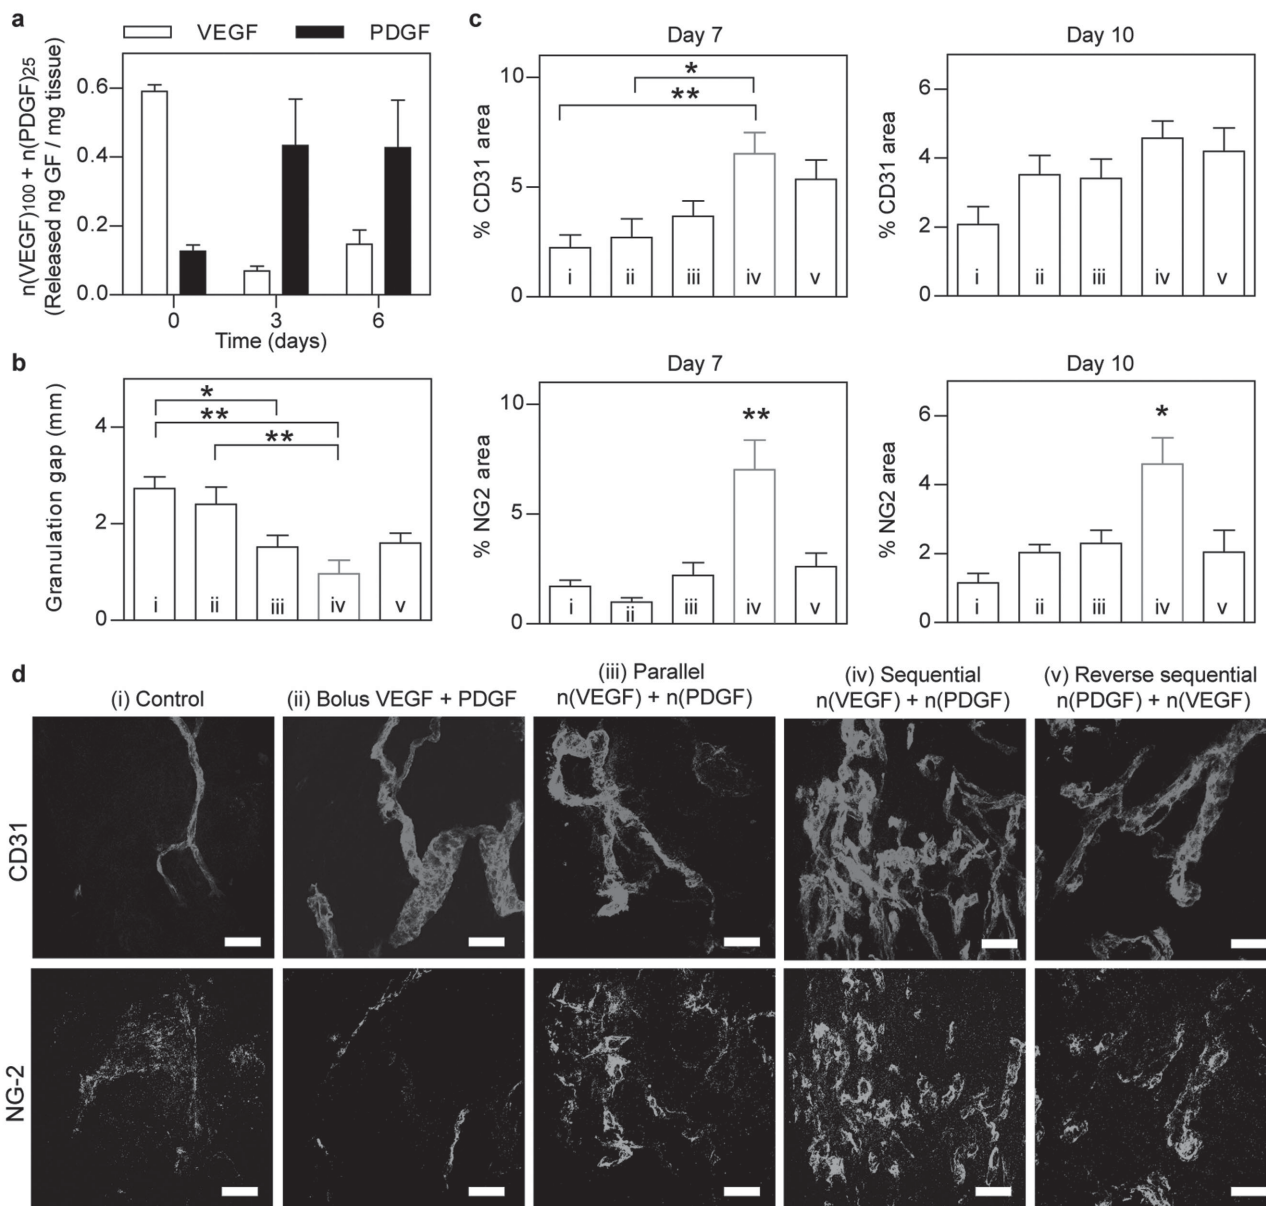 a
VEGF PDGF
n(VEGF)100 + n(PDGF)25
(Released ng GF / mg tissue)
0.6
0.4
0.2
0.0
0 3 6
Time (days)
b
Granulation gap (mm)
4
2
0
*
**
**
i ii iii iv v
c
Day 7
% CD31 area
10
5
0
*
**
i ii iii iv v
Day 10
% CD31 area
6
4
2
0
i ii iii iv v
Day 7
% NG2 area
10
5
0
**
i ii iii iv v
Day 10
% NG2 area
6
4
2
0
*
i ii iii iv v
d
(i) Control
(ii) Bolus VEGF + PDGF
(iii) Parallel
n(VEGF) + n(PDGF)
(iv) Sequential
n(VEGF) + n(PDGF)
(v) Reverse sequential
n(PDGF) + n(VEGF)
CD31
NG-2